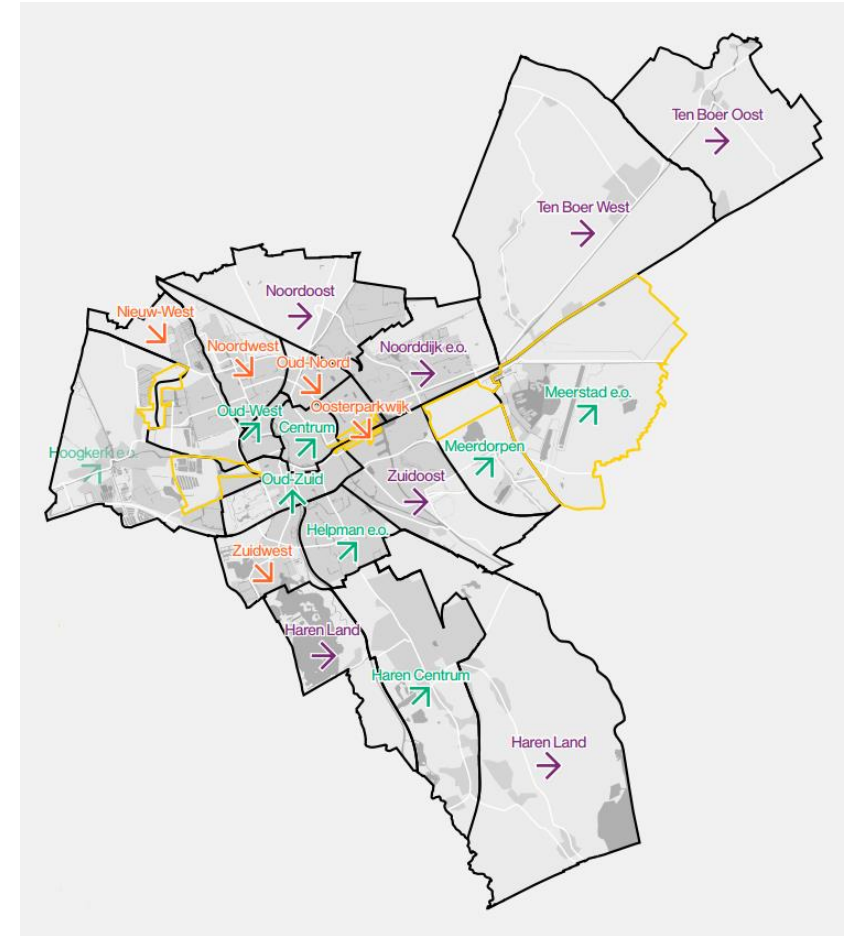 Ten Boer Oost
Ten Boer West
Noordoost
Nieuw-West
Noordwest
Noorddijk e.o.
Oud-Noord
Meerstad e.o.
Oosterparkwijk
Oud-West
Centrum
Meerdorpen
Hoogkerk e.o.
Zuidoost
Oud-Zuid
Helpman e.o.
Zuidwest
Haren Land
Haren Centrum
Haren Land